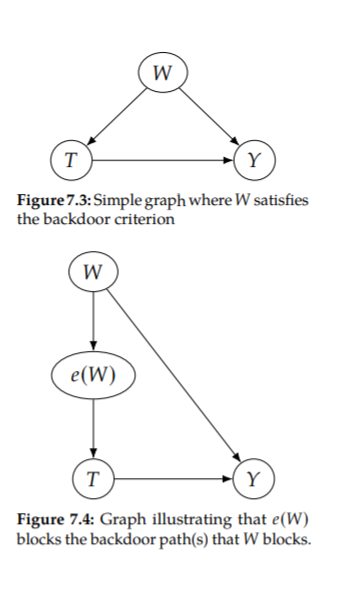 W
T
Y
Figure 7.3: Simple graph where W satisfies
the backdoor criterion
W
e(W)
T
Y
Figure 7.4: Graph illustrating that e(W)
blocks the backdoor path(s) that W blocks.